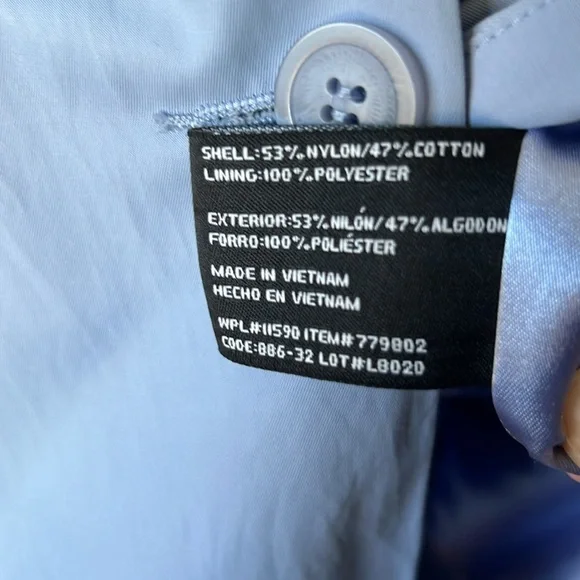 SHELL:53%NYLON/47%COTTON
LINING:100%POLYESTER
EXTERIOR:53%NILÓN/47%ALGODON
FORRO:100%POLIÉSTER
MADE IN VIETNAM
HECHO EN VIETNAM
WPL#11590 ITEM#779802
CODE:886-32 LOT#L8020